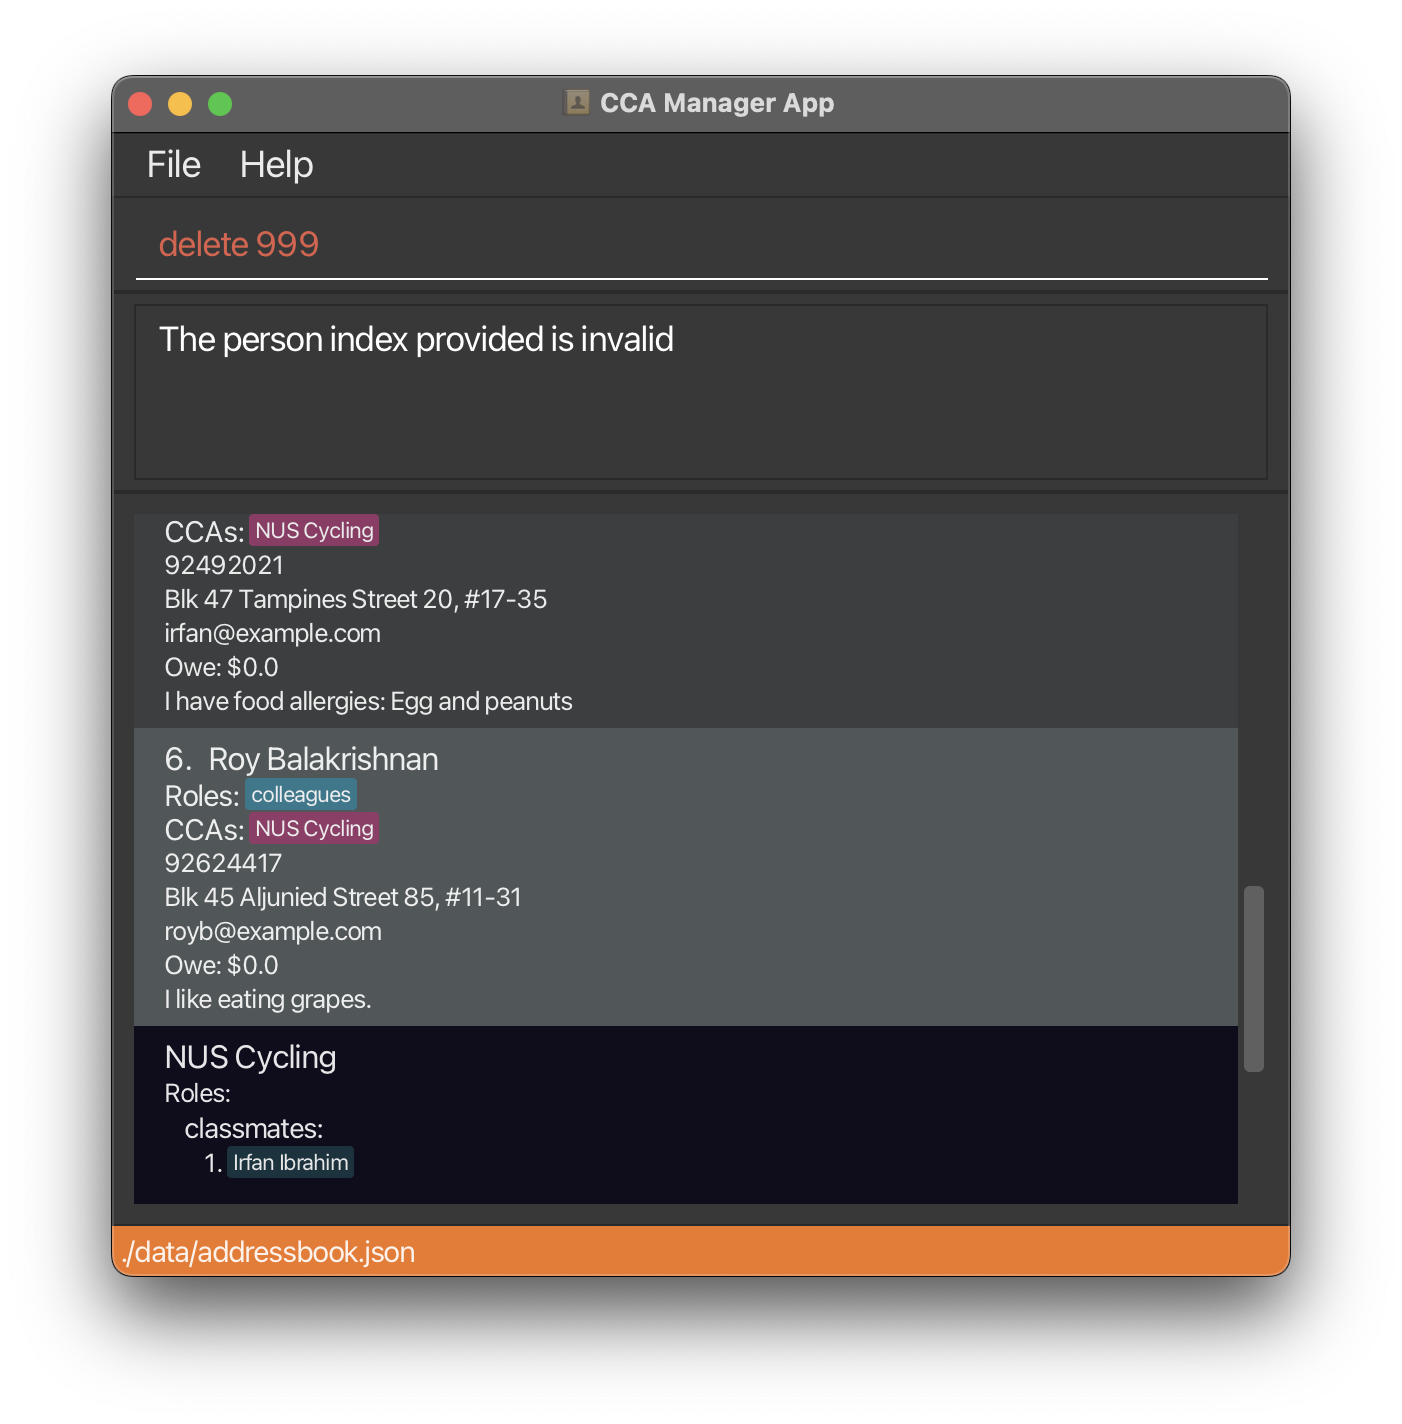 CCA Manager App
File Help
delete 999
The person index provided is invalid
CCAs: NUS Cycling
92492021
Blk 47 Tampines Street 20, #17-35
irfan@example.com
Owe: $0.0
I have food allergies: Egg and peanuts
6. Roy Balakrishnan
Roles: colleagues
CCAs: NUS Cycling
92624417
Blk 45 Aljunied Street 85, #11-31
royb@example.com
Owe: $0.0
I like eating grapes.
NUS Cycling
Roles:
classmates:
1. Irfan Ibrahim
./data/addressbook.json